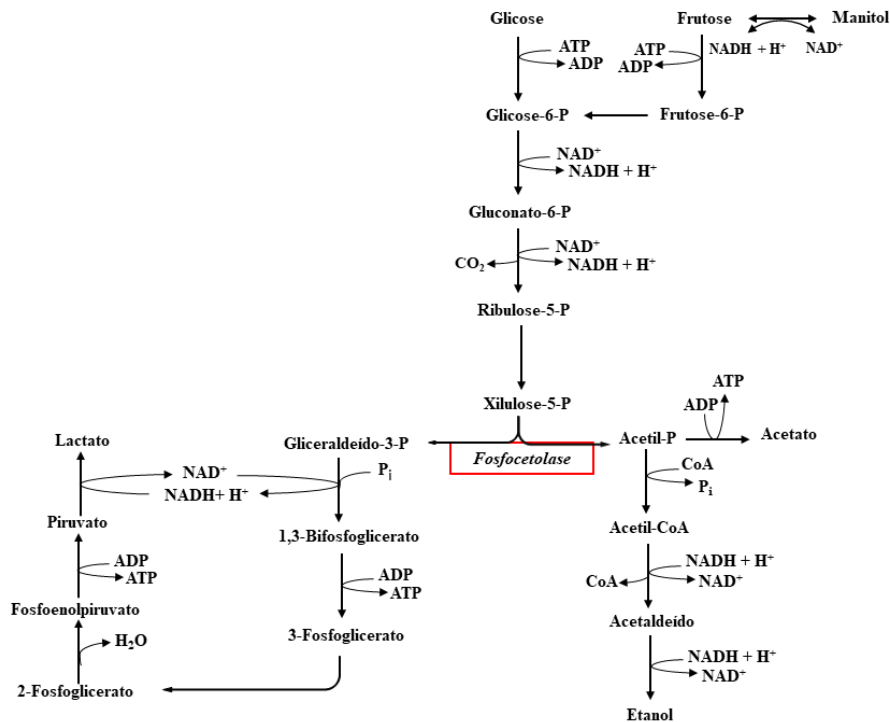 Glicose
Frutose
Manitol
ATP
ADP
ATP
ADP
NADH + H⁺
NAD⁺
Glicose-6-P
Frutose-6-P
NAD⁺
NADH + H⁺
Gluconato-6-P
CO₂
NAD⁺
NADH + H⁺
Ribulose-5-P
Xilulose-5-P
ATP
ADP
Lactato
Gliceraldeído-3-P
Fosfocetolase
Acetil-P
Acetato
NAD⁺
NADH+ H⁺
Pi
CoA
Pi
Piruvato
1,3-Bifosfoglicerato
Acetil-CoA
ADP
ATP
ADP
ATP
CoA
NADH + H⁺
NAD⁺
Fosfoenolpiruvato
3-Fosfoglicerato
Acetaldeído
H₂O
NADH + H⁺
NAD⁺
2-Fosfoglicerato
Etanol